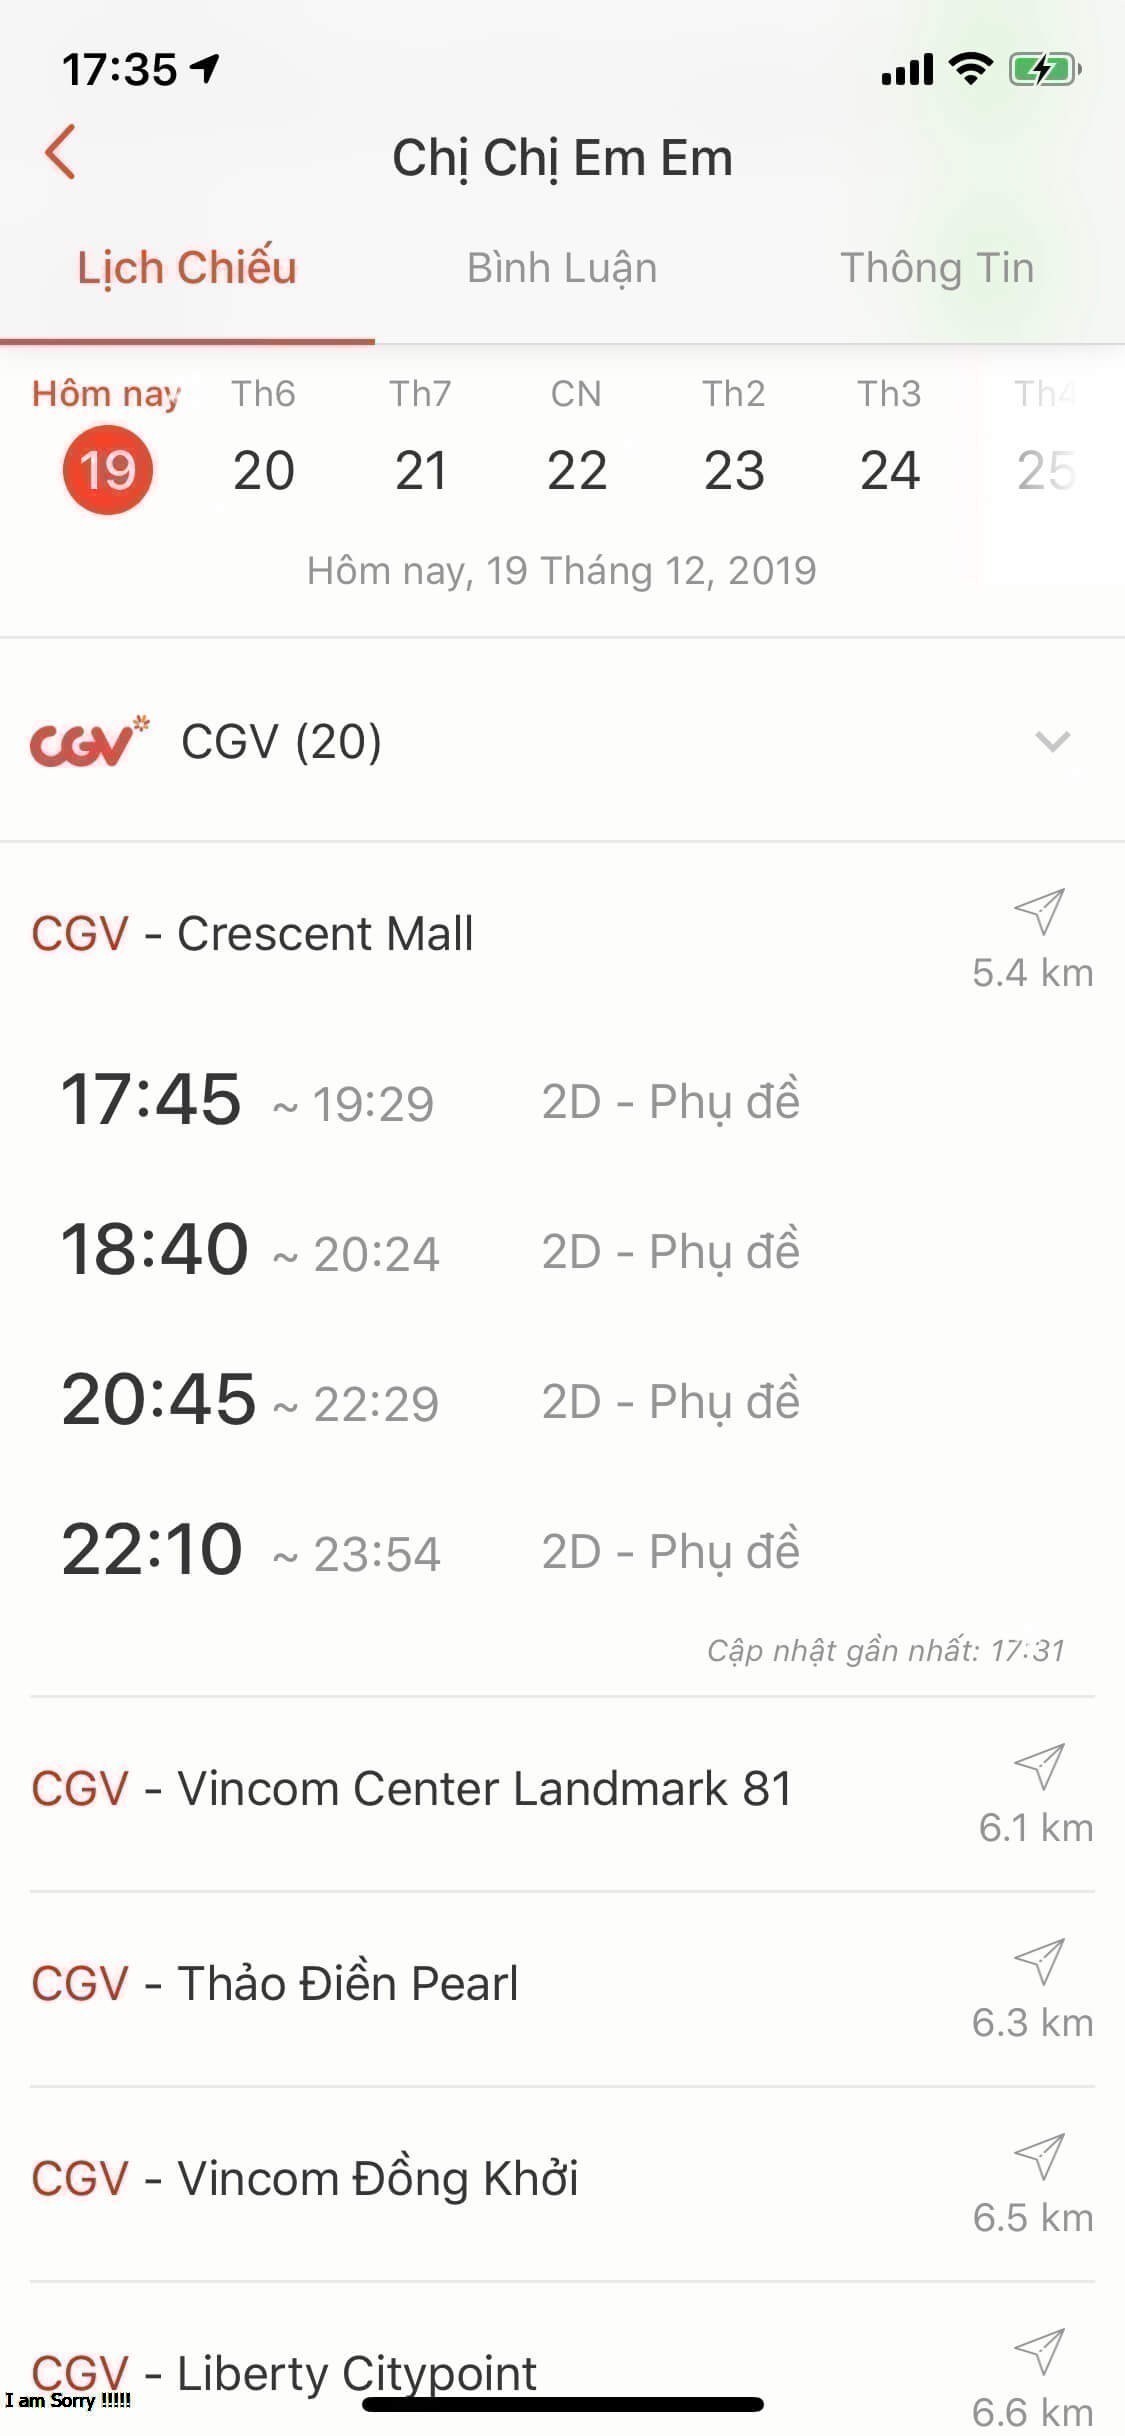 17:35
Chị Chị Em Em
Lịch Chiếu Bình Luận Thông Tin
Hôm nay Th6 Th7 CN Th2 Th3 Th4
19 20 21 22 23 24 25
Hôm nay, 19 Tháng 12, 2019
CGV* CGV (20)
CGV - Crescent Mall
5.4 km
17:45 ~ 19:29 2D - Phụ đề
18:40 ~ 20:24 2D - Phụ đề
20:45 ~ 22:29 2D - Phụ đề
22:10 ~ 23:54 2D - Phụ đề
Cập nhật gần nhất: 17:31
CGV - Vincom Center Landmark 81
6.1 km
CGV - Thảo Điền Pearl
6.3 km
CGV - Vincom Đồng Khởi
6.5 km
CGV - Liberty Citypoint
6.6 km
I am Sorry !!!!!